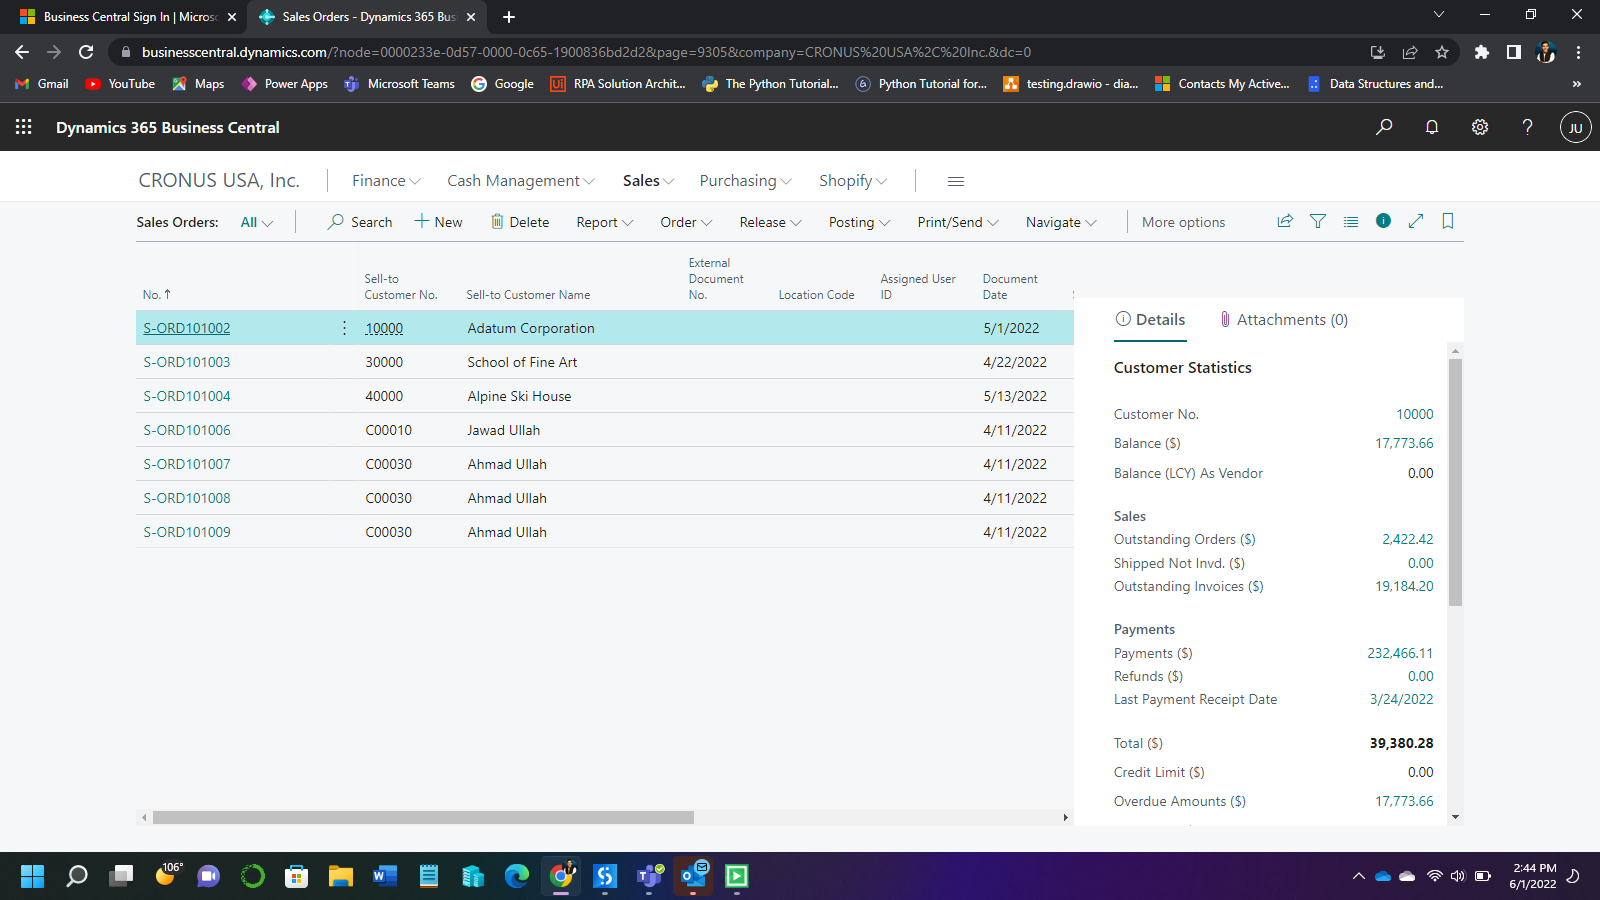 Business Central Sign In | Micros
Sales Orders - Dynamics 365 Bus
businesscentral.dynamics.com/?node=0000233e-0d57-0000-0c65-1900836bd2d2&page=9305&company=CRONUS%20USA%2C%20Inc.&dc=0
Gmail YouTube Maps Power Apps Microsoft Teams Google RPA Solution Archit... The Python Tutorial... Python Tutorial for... testing.drawio - dia... Contacts My Active... Data Structures and... »
Dynamics 365 Business Central
? JU
CRONUS USA, Inc. Finance Cash Management Sales Purchasing Shopify
Sales Orders: All Search New Delete Report Order Release Posting Print/Send Navigate More options
No. ↑ Sell-to Customer No. Sell-to Customer Name External Document No. Location Code Assigned User ID Document Date
S-ORD101002 10000 Adatum Corporation 5/1/2022
S-ORD101003 30000 School of Fine Art 4/22/2022
S-ORD101004 40000 Alpine Ski House 5/13/2022
S-ORD101006 C00010 Jawad Ullah 4/11/2022
S-ORD101007 C00030 Ahmad Ullah 4/11/2022
S-ORD101008 C00030 Ahmad Ullah 4/11/2022
S-ORD101009 C00030 Ahmad Ullah 4/11/2022
Details Attachments (0)
Customer Statistics
Customer No. 10000
Balance ($) 17,773.66
Balance (LCY) As Vendor 0.00
Sales
Outstanding Orders ($) 2,422.42
Shipped Not Invd. ($) 0.00
Outstanding Invoices ($) 19,184.20
Payments
Payments ($) 232,466.11
Refunds ($) 0.00
Last Payment Receipt Date 3/24/2022
Total ($) 39,380.28
Credit Limit ($) 0.00
Overdue Amounts ($) 17,773.66
106°
2:44 PM
6/1/2022